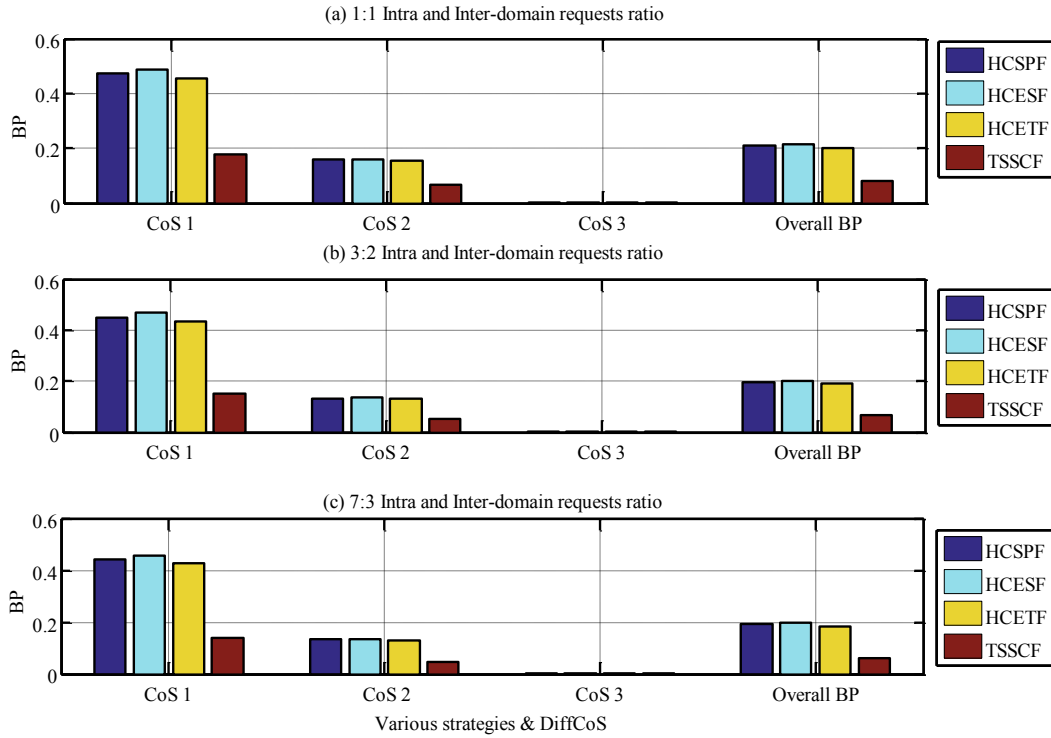 (a) 1:1 Intra and Inter-domain requests ratio
0.6
0.4
0.2
0
BP
CoS 1
CoS 2
CoS 3
Overall BP
HCSPF
HCESF
HCETF
TSSCF
(b) 3:2 Intra and Inter-domain requests ratio
0.6
0.4
0.2
0
BP
CoS 1
CoS 2
CoS 3
Overall BP
HCSPF
HCESF
HCETF
TSSCF
(c) 7:3 Intra and Inter-domain requests ratio
0.6
0.4
0.2
0
BP
CoS 1
CoS 2
CoS 3
Overall BP
HCSPF
HCESF
HCETF
TSSCF
Various strategies & DiffCoS